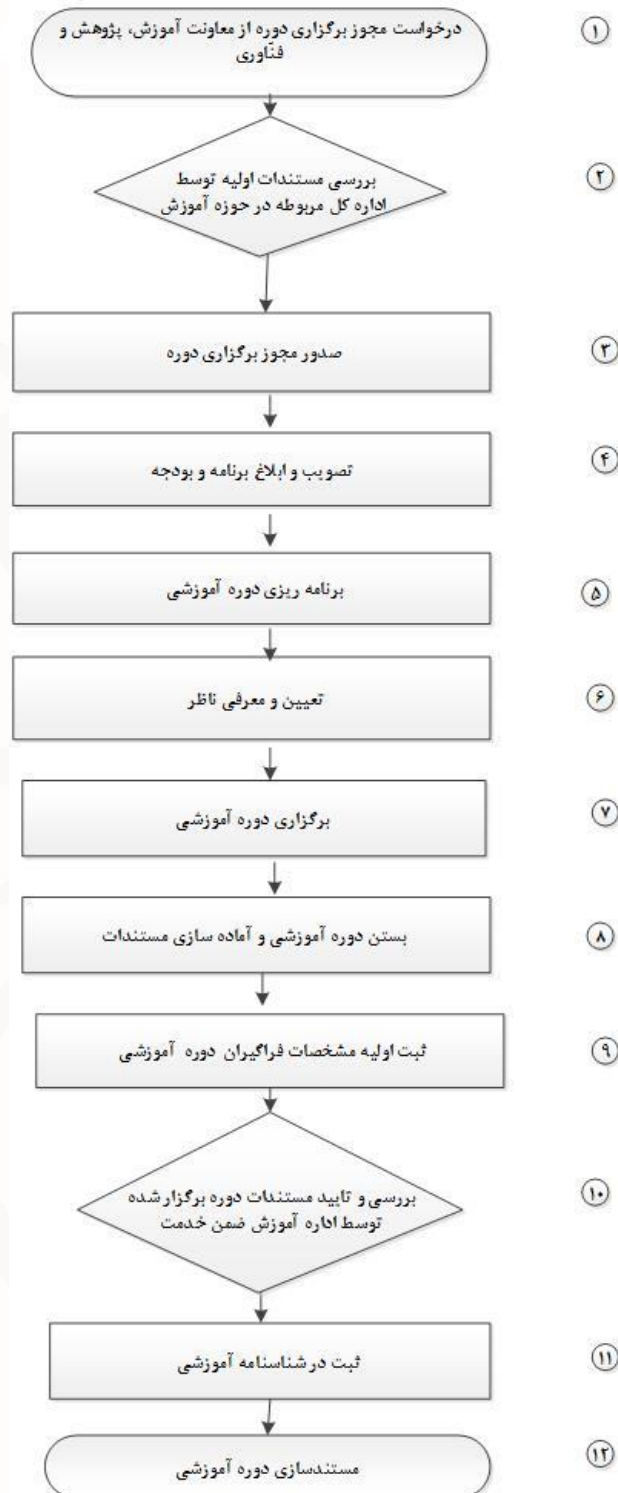 درخواست مجوز برگزاری دوره از معاونت آموزش، پژوهش و
فنّاوری
۱
بررسی مستندات اولیه توسط
اداره کل مربوطه در حوزه آموزش
۲
صدور مجوز برگزاری دوره
۳
تصویب و ابلاغ برنامه و بودجه
۴
برنامه ریزی دوره آموزشی
۵
تعیین و معرفی ناظر
۶
برگزاری دوره آموزشی
۷
بستن دوره آموزشی و آماده سازی مستندات
۸
ثبت اولیه مشخصات فراگیران دوره آموزشی
۹
بررسی و تایید مستندات دوره برگزار شده
توسط اداره آموزش ضمن خدمت
۱۰
ثبت در شناسنامه آموزشی
۱۱
مستندسازی دوره آموزشی
۱۲